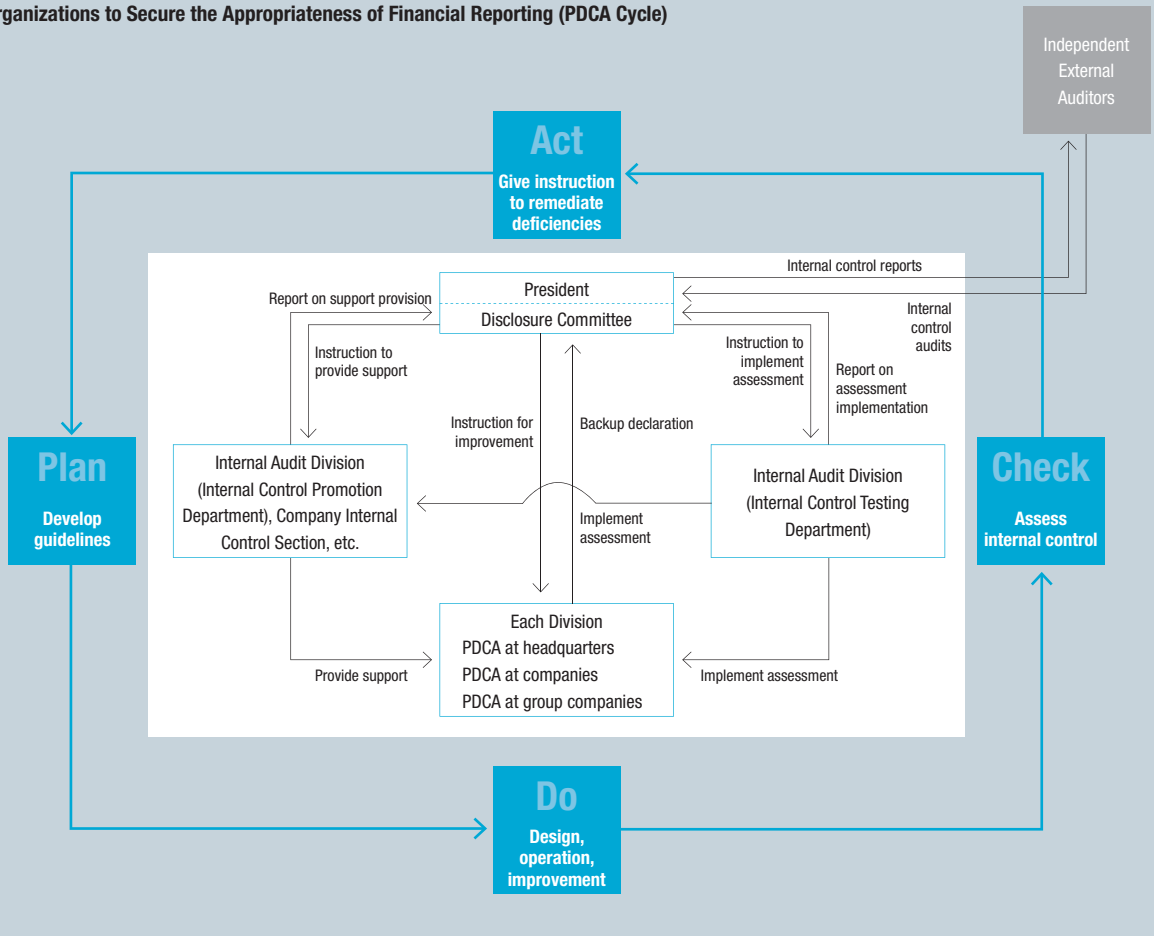 rganizations to Secure the Appropriateness of Financial Reporting (PDCA Cycle)
Independent
External
Auditors
Act
Give instruction
to remediate
deficiencies
Internal control reports
Report on support provision
President
Disclosure Committee
Internal
control
audits
Instruction to
provide support
Instruction to
implement
assessment
Report on
assessment
implementation
Instruction for
improvement
Backup declaration
Plan
Develop
guidelines
Internal Audit Division
(Internal Control Promotion
Department), Company Internal
Control Section, etc.
Implement
assessment
Internal Audit Division
(Internal Control Testing
Department)
Check
Assess
internal control
Each Division
PDCA at headquarters
PDCA at companies
PDCA at group companies
Provide support
Implement assessment
Do
Design,
operation,
improvement